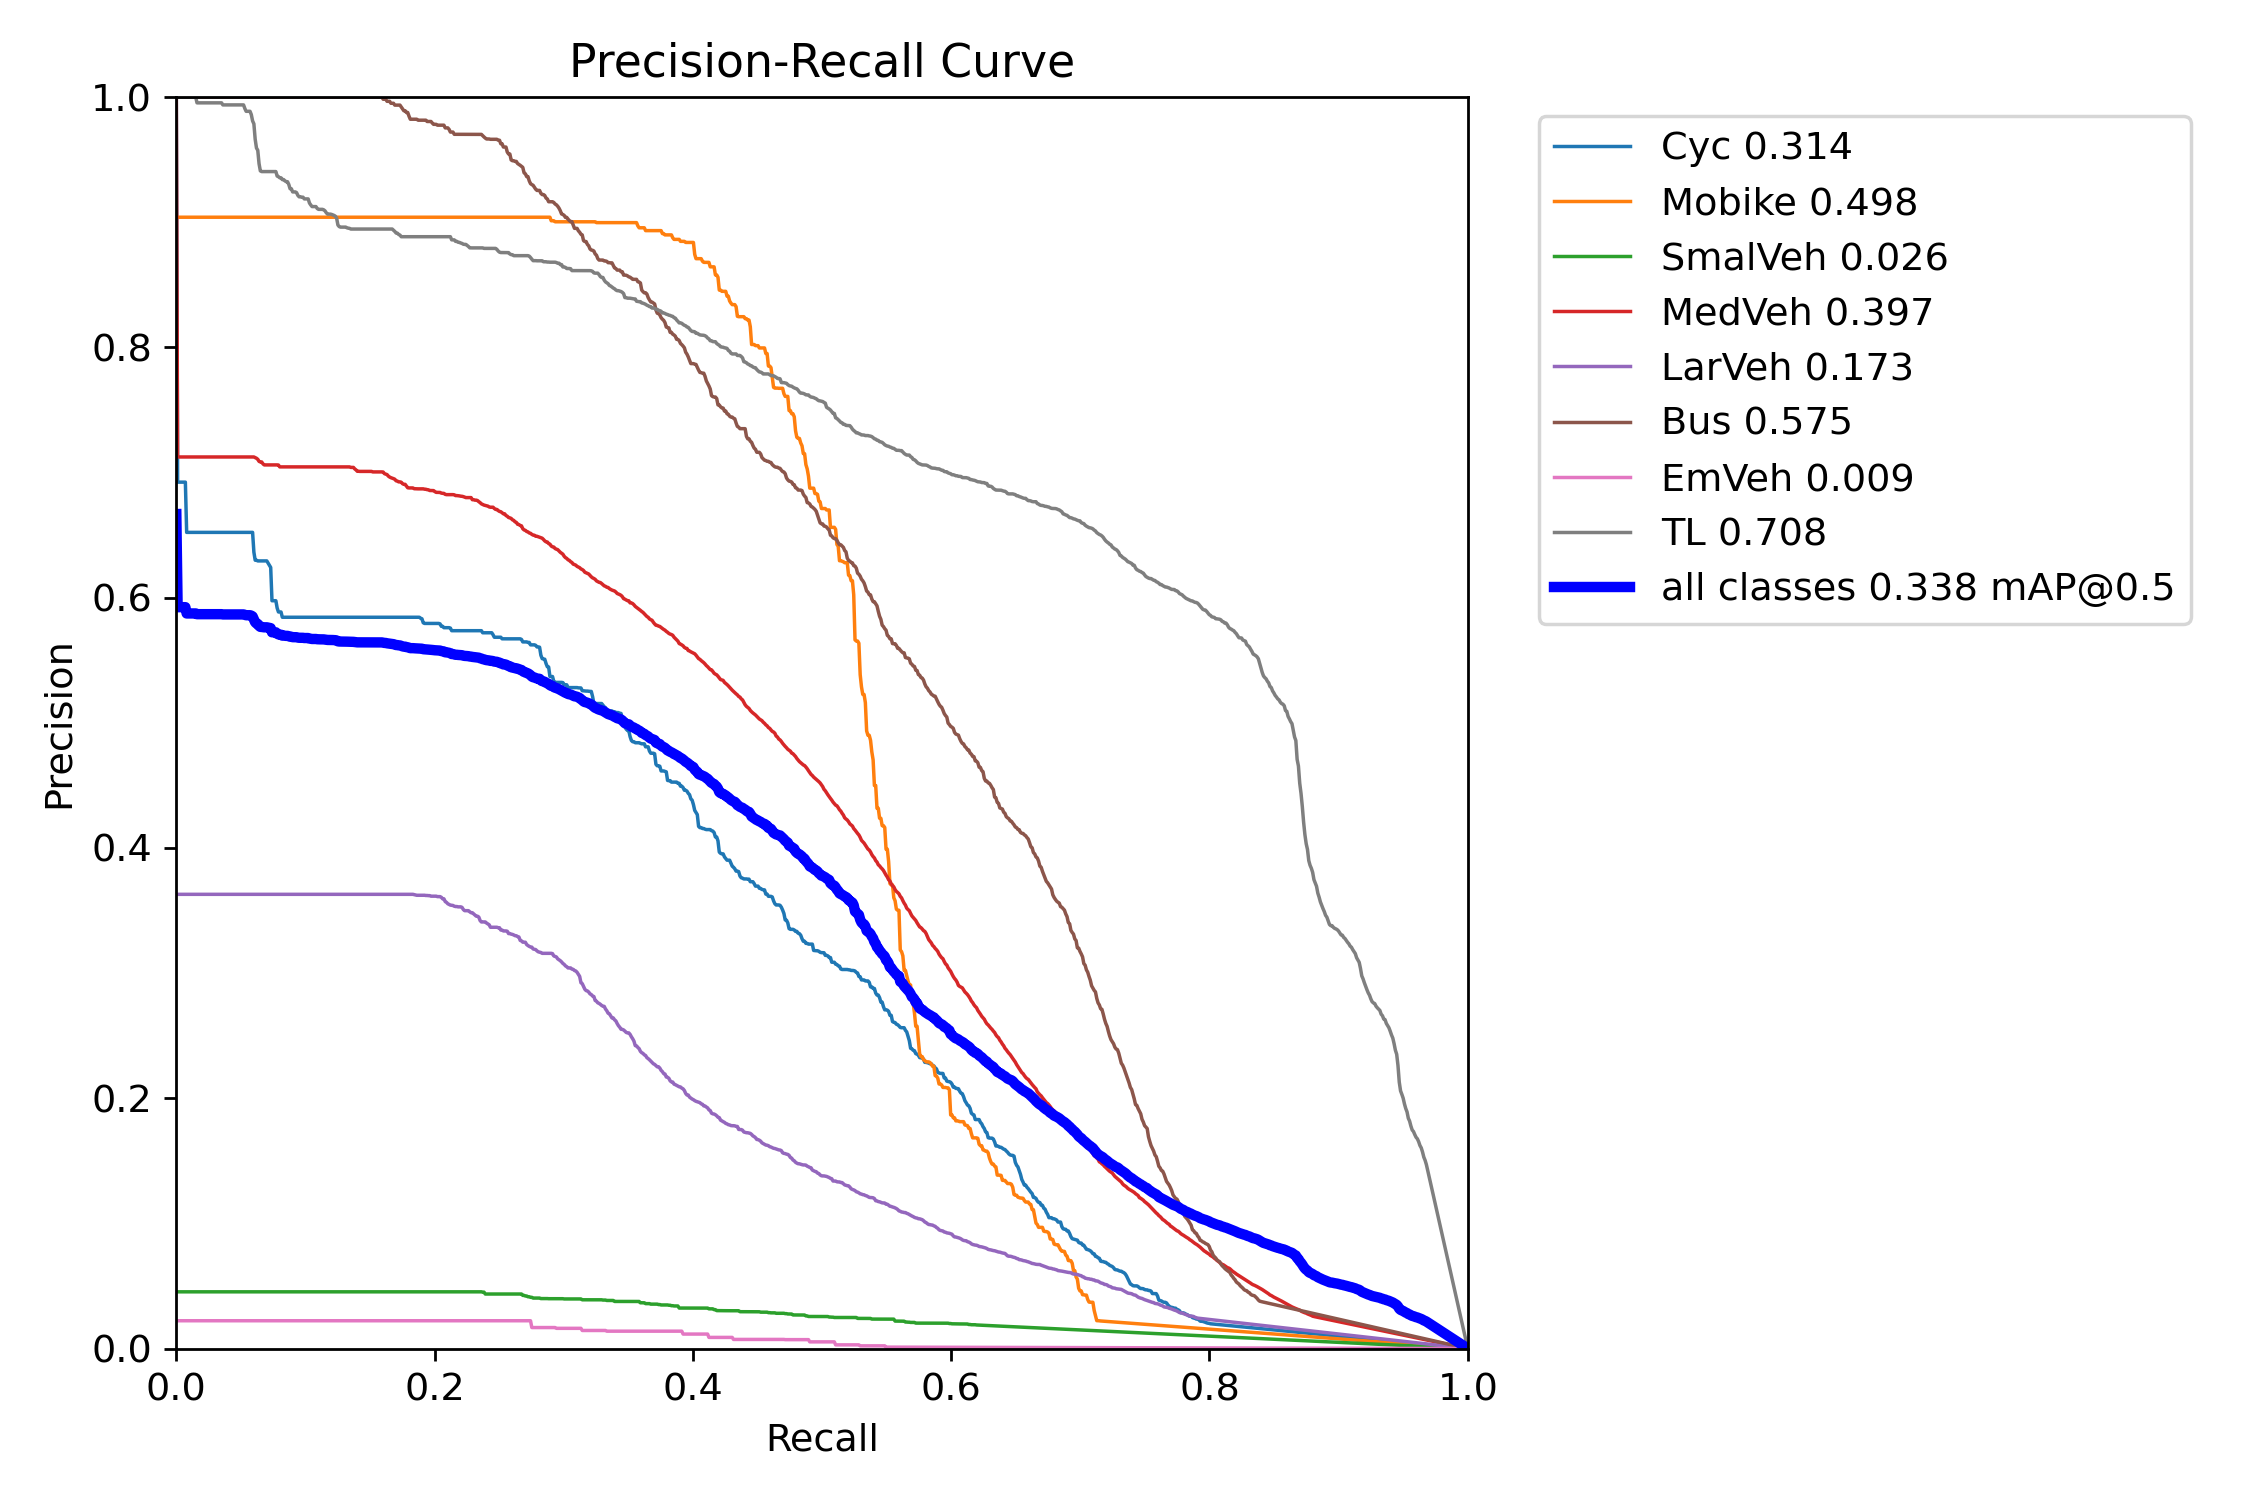 Precision-Recall Curve
1.0
0.8
0.6
0.4
0.2
0.0
Precision
0.0 0.2 0.4 0.6 0.8 1.0
Recall
Cyc 0.314
Mobike 0.498
SmalVeh 0.026
MedVeh 0.397
LarVeh 0.173
Bus 0.575
EmVeh 0.009
TL 0.708
all classes 0.338 mAP@0.5